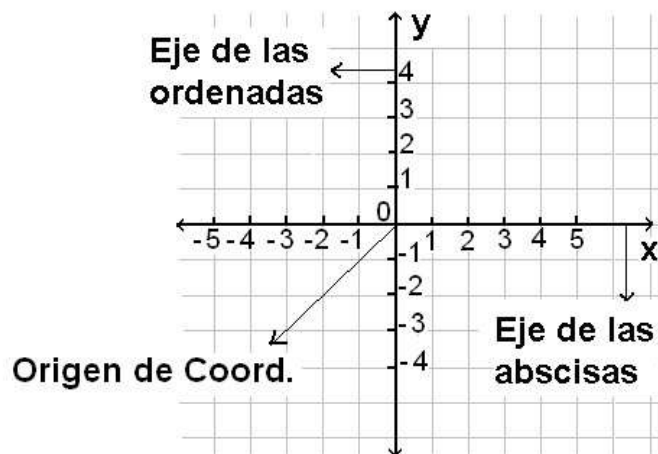 y
Eje de las
ordenadas
4
3
2
1
0
-5 -4 -3 -2 -1 1 2 3 4 5
x
-1
-2
-3
-4
Origen de Coord.
Eje de las
abscisas